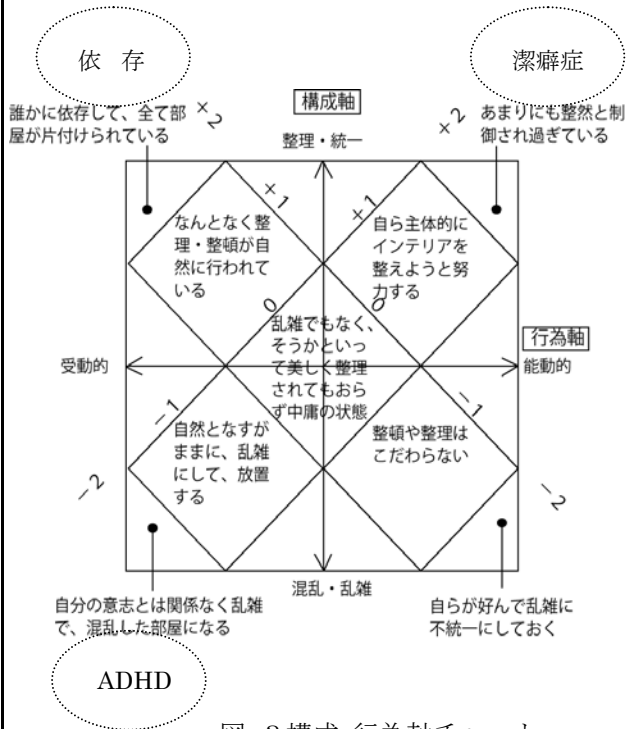 依 存
潔癖症
誰かに依存して、全て部
屋が片付けられている
×2
構成軸
整理・統一
×2
あまりにも整然と制
御され過ぎている
×1
×1
なんとなく整
理・整頓が自
然に行われて
いる
自ら主体的に
インテリアを
整えようと努
力する
0
0
乱雑でもなく、
そうかといっ
て美しく整理
されてもおら
ず中庸の状態
受動的
行為軸
能動的
−1
−1
自然となすが
ままに、乱雑
にして、放置
する
整頓や整理は
こだわらない
−2
−2
混乱・乱雑
自分の意志とは関係なく乱雑
で、混乱した部屋になる
自らが好んで乱雑に
不統一にしておく
ADHD